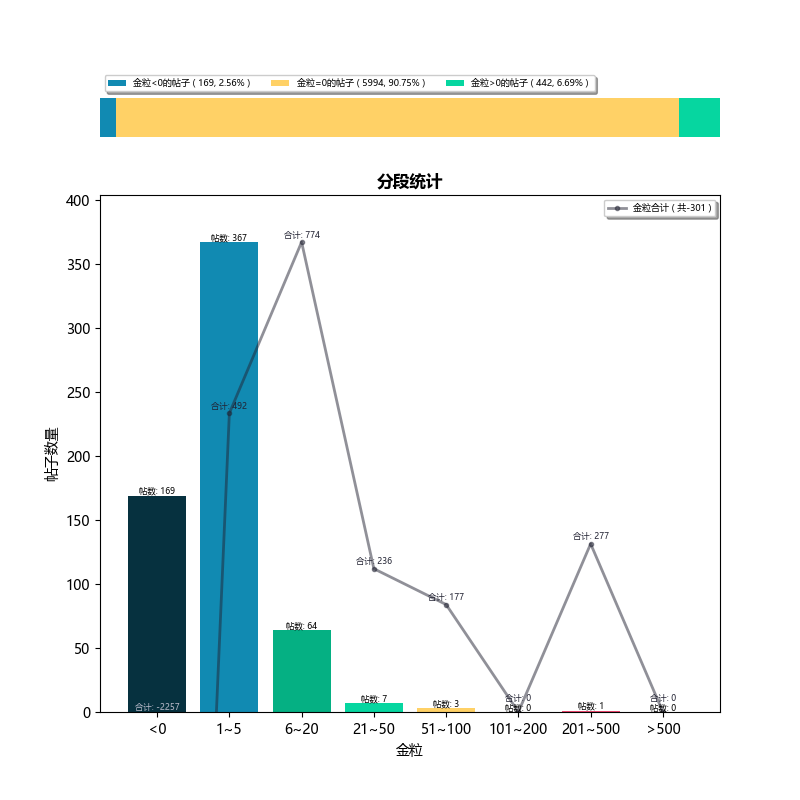 金粒<0的帖子 ( 169, 2.56% ) 金粒=0的帖子 ( 5994, 90.75% ) 金粒>0的帖子 ( 442, 6.69% )
分段统计
金粒合计 ( 共-301 )
400
350
300
250
200
150
100
50
0
帖子数量
帖数: 367
合计: 774
合计: 492
帖数: 169
合计: 277
合计: 236
合计: 177
帖数: 64
帖数: 7
帖数: 3
合计: 0
帖数: 0
帖数: 1
合计: 0
帖数: 0
合计: -2257
<0 1~5 6~20 21~50 51~100 101~200 201~500 >500
金粒